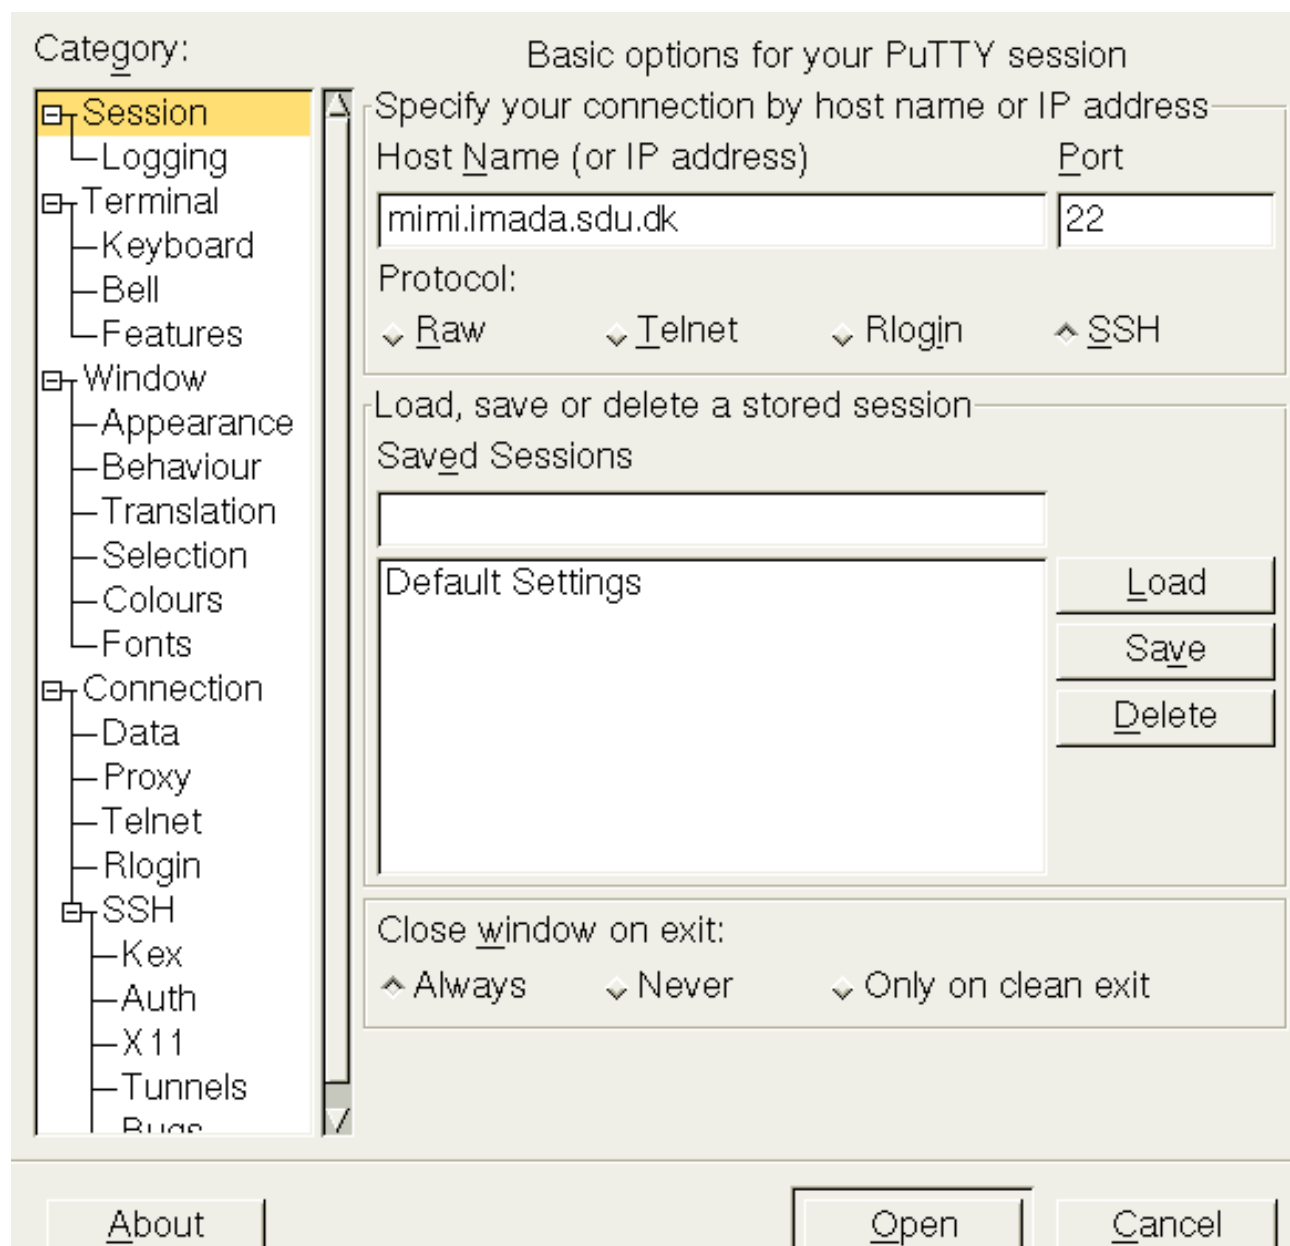 Category:
Session
Logging
Terminal
Keyboard
Bell
Features
Window
Appearance
Behaviour
Translation
Selection
Colours
Fonts
Connection
Data
Proxy
Telnet
Rlogin
SSH
Kex
Auth
X11
Tunnels
Bugs
Basic options for your PuTTY session
Specify your connection by host name or IP address
Host Name (or IP address) Port
mimi.imada.sdu.dk 22
Protocol:
Raw Telnet Rlogin SSH
Load, save or delete a stored session
Saved Sessions
Default Settings
Load
Save
Delete
Close window on exit:
Always Never Only on clean exit
About Open Cancel